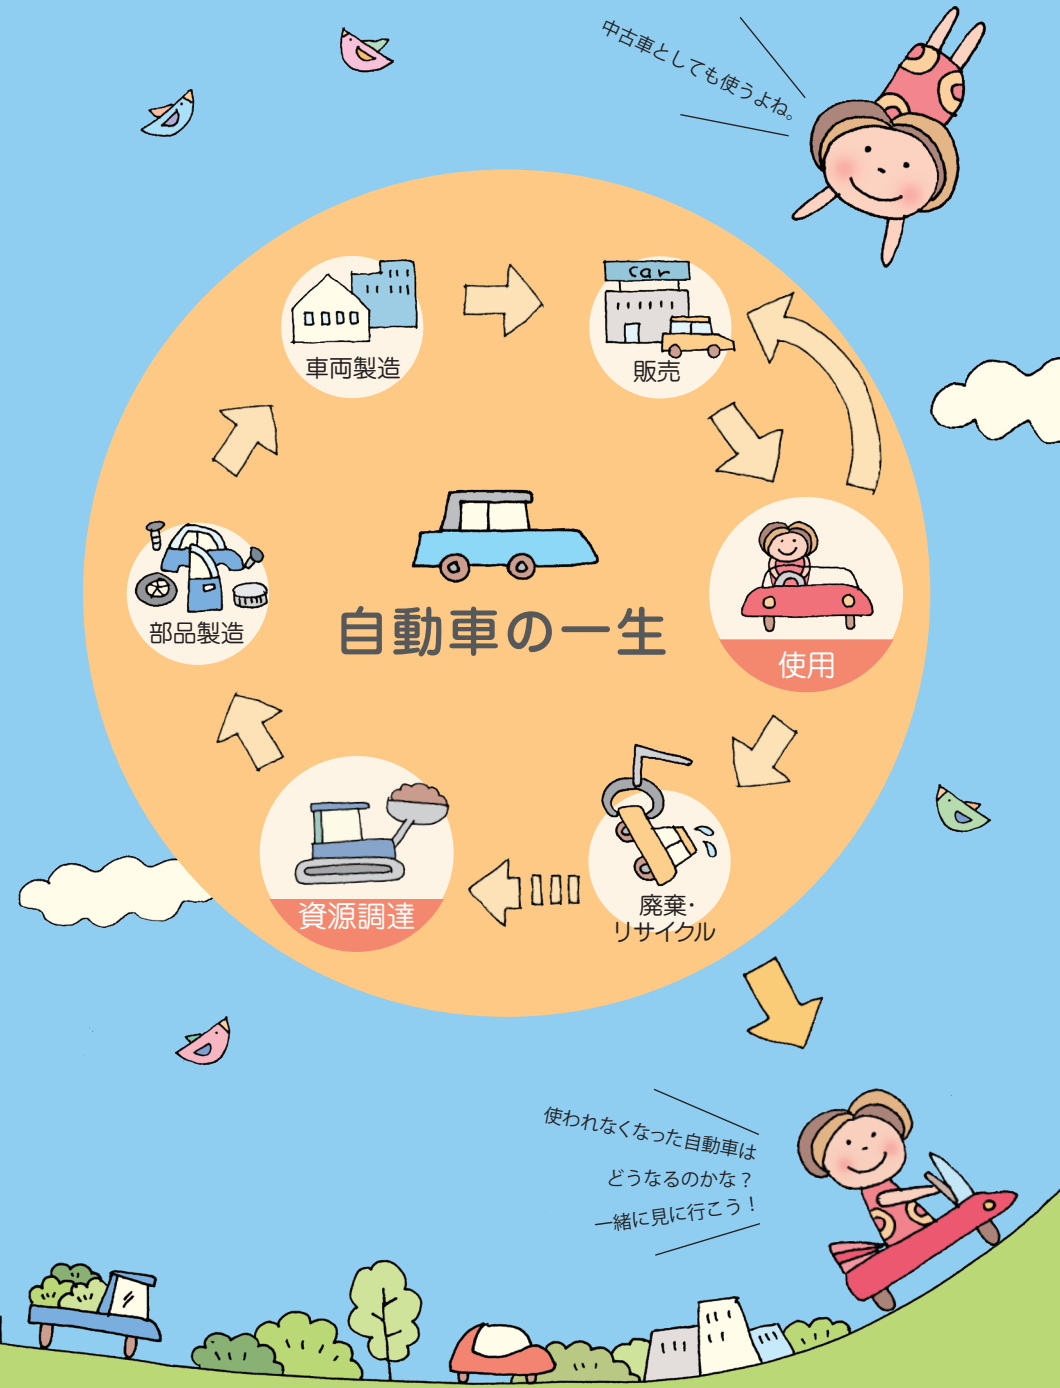 中古車としても使うよね。
car
車両製造
販売
部品製造
自動車の一生
使用
資源調達
廃棄・
リサイクル
使われなくなった自動車は
どうなるのかな？
一緒に見に行こう！